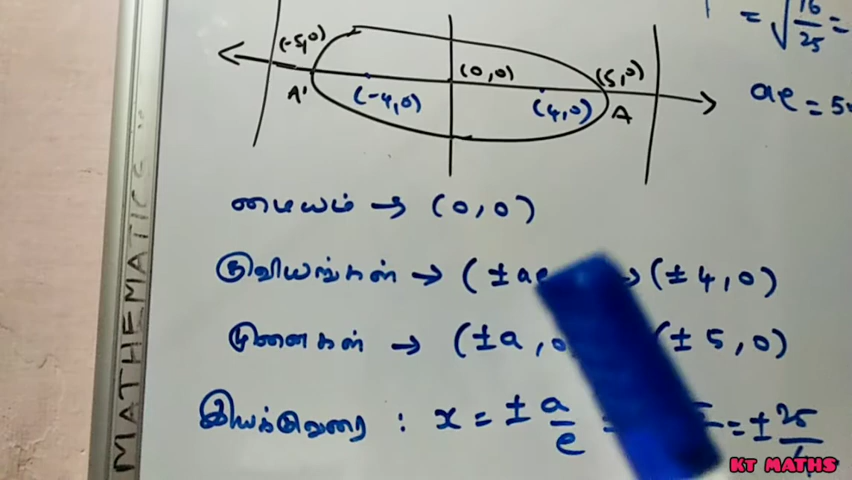 = √16/25 =
(-5,0)
(0,0)
(5,0)
A'
(-4,0)
(4,0)
A
ae = 5
மையம் → (0,0)
குவியங்கள் → (±ae → (±4,0)
முனைகள் → (±a,0 (±5,0)
இயக்குவரை : x = ± a/e = = ± 25/4
MATHEMATICS
KT MATHS